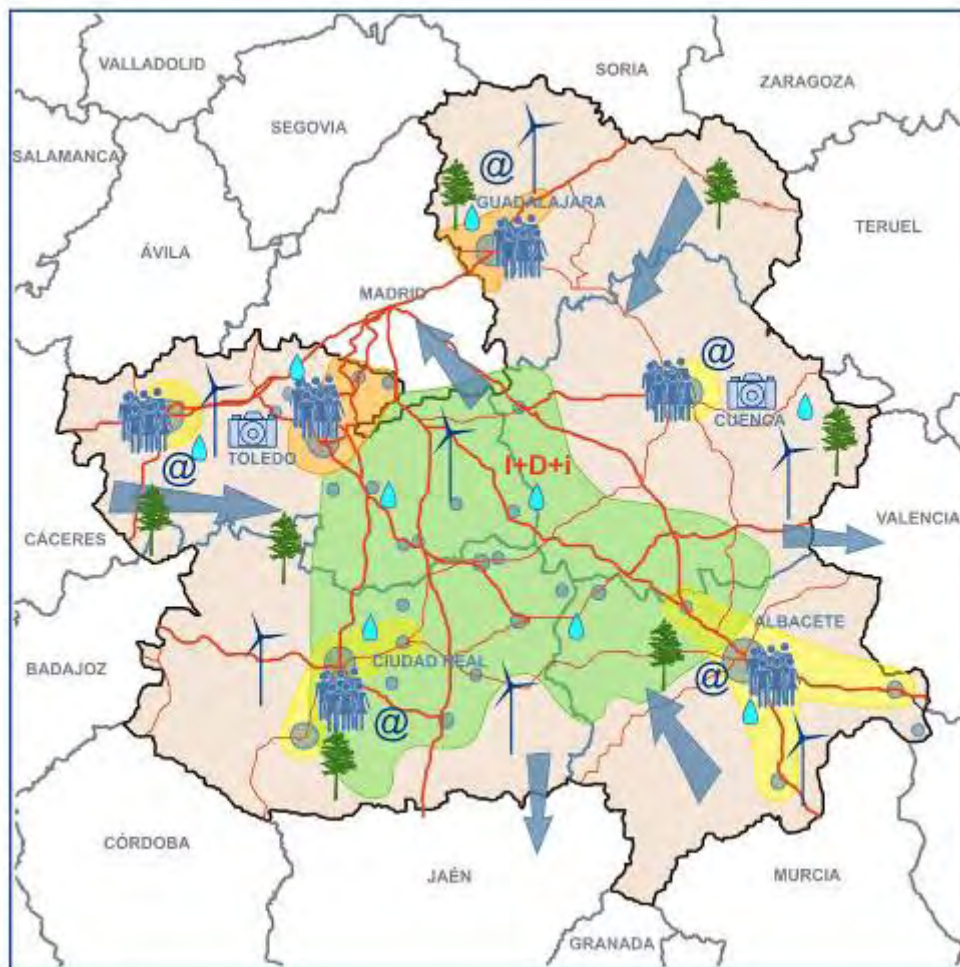 VALLADOLID
SORIA
ZARAGOZA
SEGOVIA
SALAMANCA
@
GUADALAJARA
TERUEL
ÁVILA
MADRID
@
CUENCA
TOLEDO
@
I+D+i
CÁCERES
VALENCIA
ALBACETE
BADAJOZ
CIUDAD REAL
@
@
CÓRDOBA
JAÉN
MURCIA
GRANADA